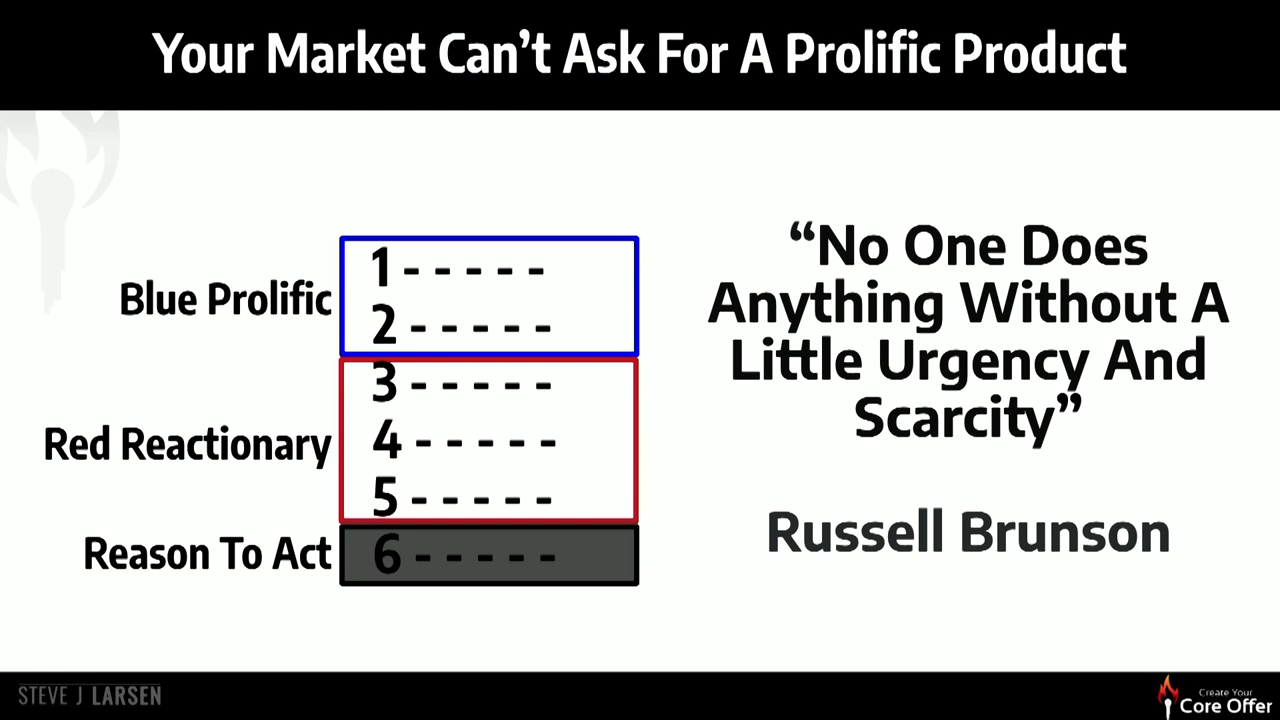 Your Market Can't Ask For A Prolific Product
Blue Prolific
1 - - - - -
2 - - - - -
Red Reactionary
3 - - - - -
4 - - - - -
5 - - - - -
Reason To Act
6 - - - - -
“No One Does
Anything Without A
Little Urgency And
Scarcity”
Russell Brunson
STEVE J LARSEN
Create Your
Core Offer